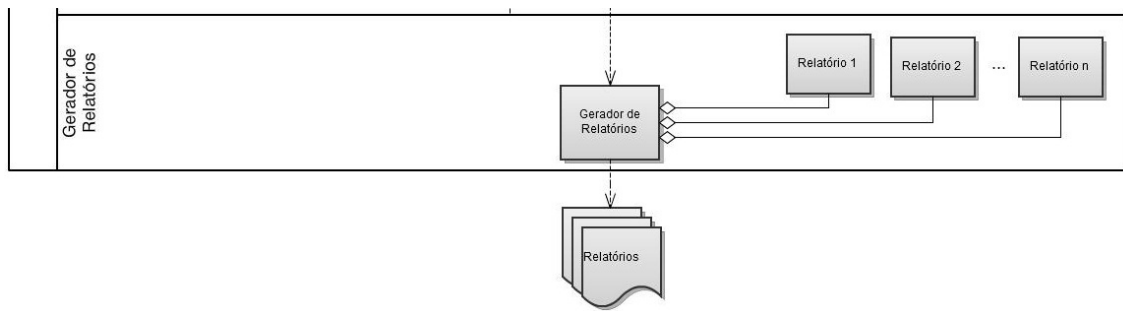 Gerador de
Relatórios
Relatório 1
Relatório 2
...
Relatório n
Gerador de
Relatórios
Relatórios